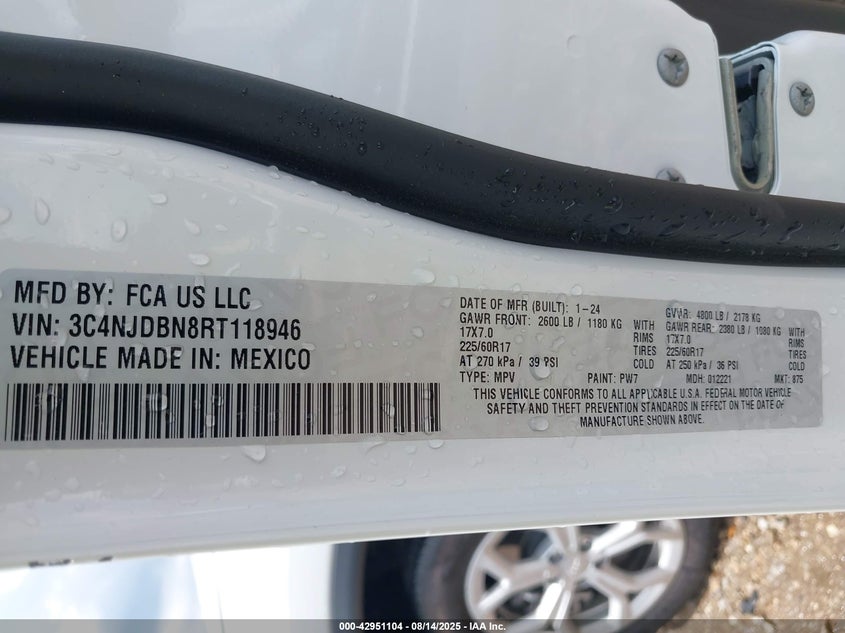 MFD BY: FCA US LLC
VIN: 3C4NJDBN8RT118946
VEHICLE MADE IN: MEXICO
DATE OF MFR (BUILT): 1-24
GAWR FRONT: 2600 LB / 1180 KG WITH
17X7.0 RIMS
225/60R17 TIRES
AT 270 kPa / 39 PSI COLD
TYPE: MPV PAINT: PW7
GVWR: 4800 LB / 2178 KG
GAWR REAR: 2380 LB / 1080 KG WITH
17X7.0 RIMS
225/60R17 TIRES
AT 250 kPa / 36 PSI COLD
MDH: 012221 MKT: 875
THIS VEHICLE CONFORMS TO ALL APPLICABLE U.S.A. FEDERAL MOTOR VEHICLE
SAFETY AND THEFT PREVENTION STANDARDS IN EFFECT ON THE DATE OF
MANUFACTURE SHOWN ABOVE.
000-42951104 - 08/14/2025 - IAA Inc.